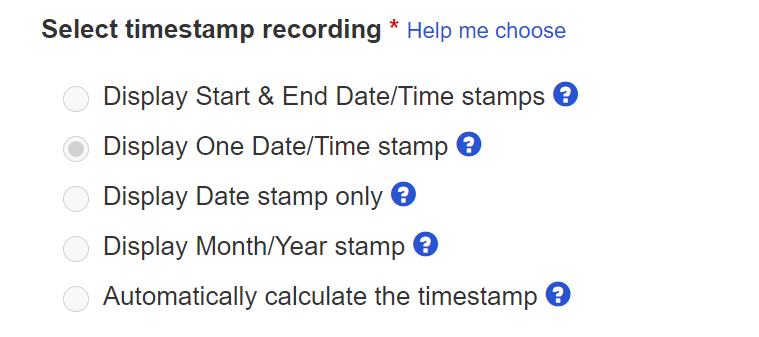 Select timestamp recording * Help me choose
Display Start & End Date/Time stamps ?
Display One Date/Time stamp ?
Display Date stamp only ?
Display Month/Year stamp ?
Automatically calculate the timestamp ?